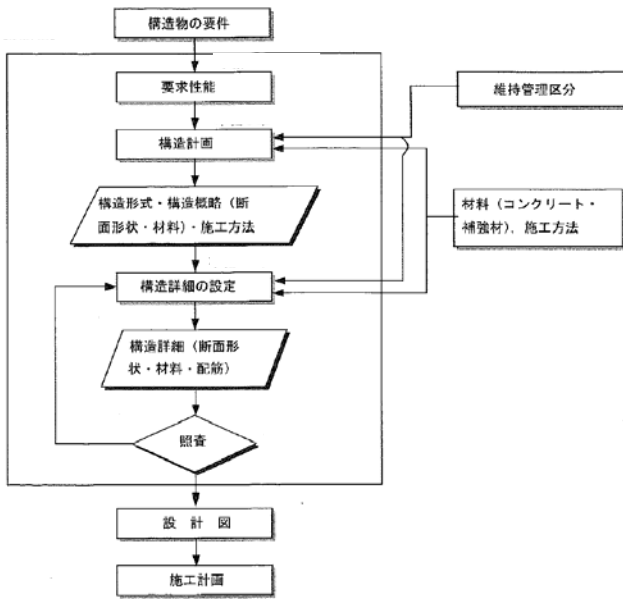 構造物の要件
要求性能
維持管理区分
構造計画
構造形式・構造概略（断
面形状・材料）・施工方法
材料（コンクリート・
補強材），施工方法
構造詳細の設定
構造詳細（断面形
状・材料・配筋）
照査
設 計 図
施工計画